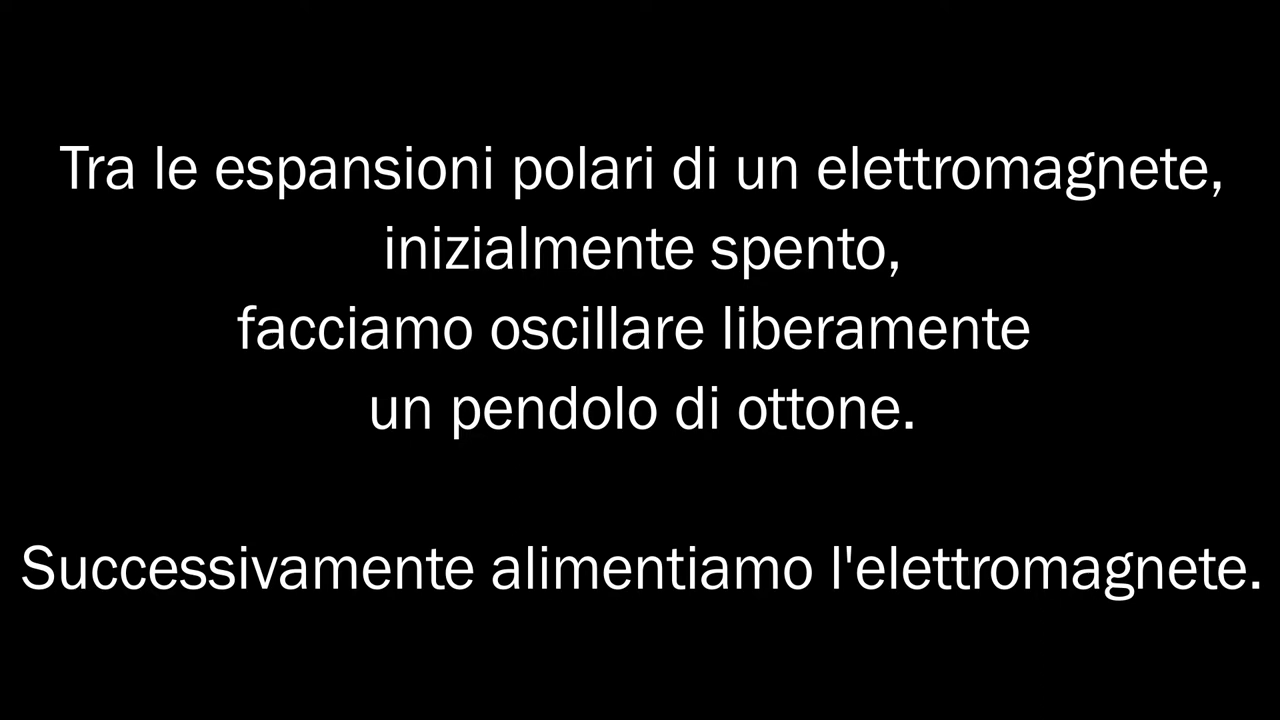 Tra le espansioni polari di un elettromagnete,
inizialmente spento,
facciamo oscillare liberamente
un pendolo di ottone.
Successivamente alimentiamo l'elettromagnete.